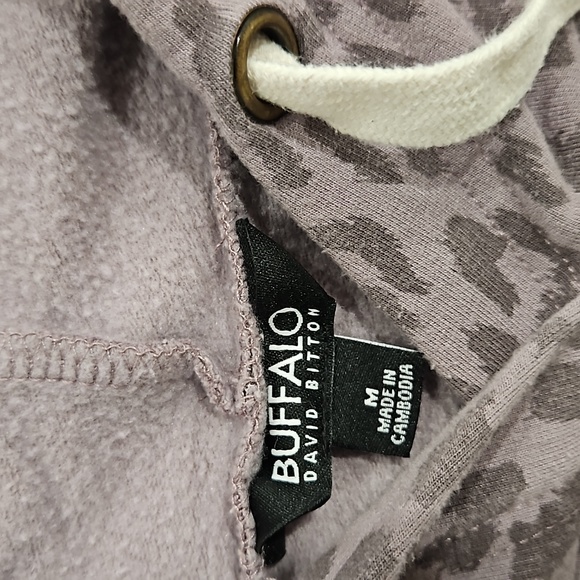 BUFFALO
DAVID BITTON
M
MADE IN
CAMBODIA